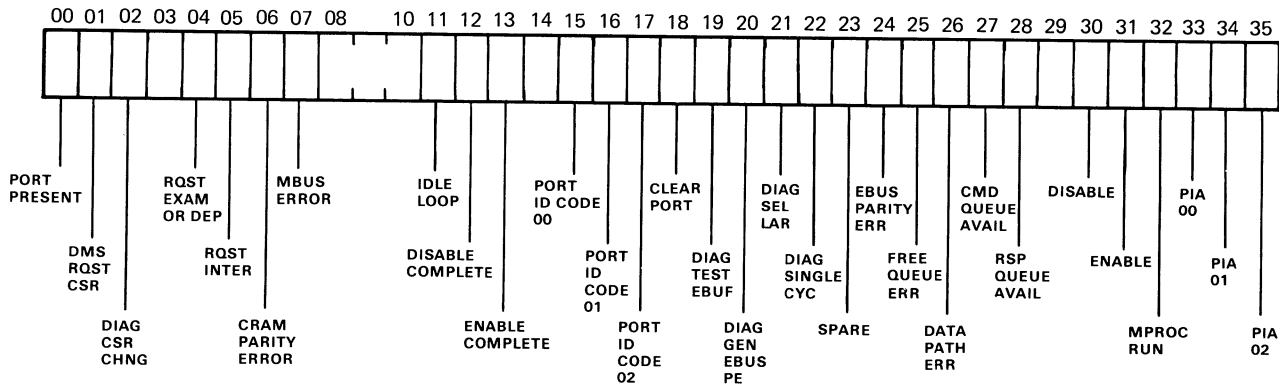 00 01 02 03 04 05 06 07 08 10 11 12 13 14 15 16 17 18 19 20 21 22 23 24 25 26 27 28 29 30 31 32 33 34 35
PORT
PRESENT
DMS
RQST
CSR
DIAG
CSR
CHNG
RQST
EXAM
OR DEP
RQST
INTER
CRAM
PARITY
ERROR
MBUS
ERROR
IDLE
LOOP
DISABLE
COMPLETE
ENABLE
COMPLETE
PORT
ID CODE
00
PORT
ID
CODE
01
PORT
ID
CODE
02
CLEAR
PORT
DIAG
TEST
EBUF
DIAG
GEN
EBUS
PE
DIAG
SEL
LAR
DIAG
SINGLE
CYC
SPARE
EBUS
PARITY
ERR
FREE
QUEUE
ERR
DATA
PATH
ERR
CMD
QUEUE
AVAIL
RSP
QUEUE
AVAIL
DISABLE
ENABLE
MPROC
RUN
PIA
00
PIA
01
PIA
02